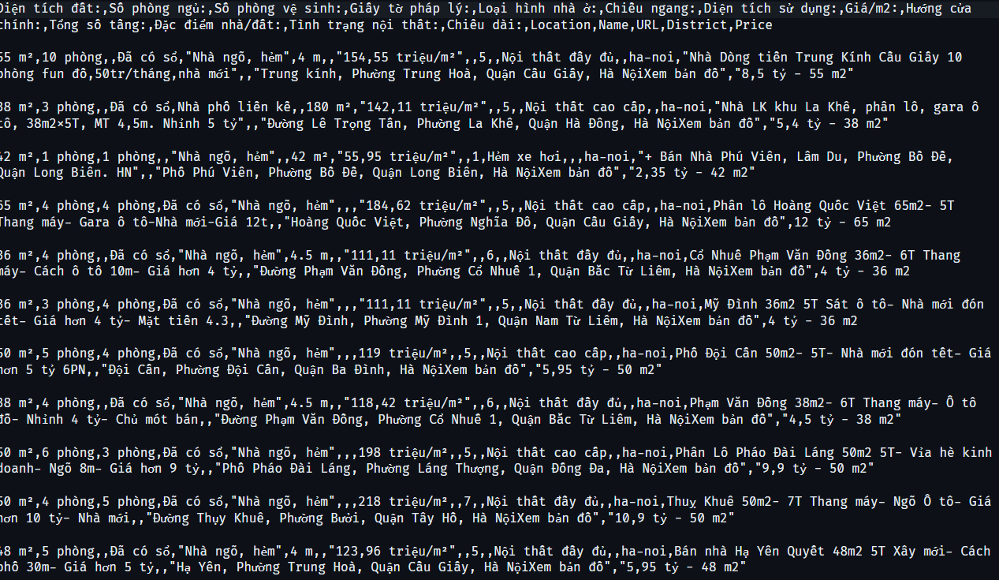 Diện tích đất:,Số phòng ngủ:,Số phòng vệ sinh:,Giấy tờ pháp lý:,Loại hình nhà ở:,Chiều ngang:,Diện tích sử dụng:,Giá/m2:,Hướng cửa
chính:,Tổng số tầng:,Đặc điểm nhà/đất:,Tình trạng nội thất:,Chiều dài:,Location,Name,URL,District,Price
55 m²,10 phòng,,Đã có sổ,"Nhà ngõ, hẻm",4 m,,"154,55 triệu/m²",,5,,Nội thất đầy đủ,,ha-noi,"Nhà Dòng tiền Trung Kính Cầu Giấy 10
phòng fun đồ,50tr/tháng,nhà mới",,"Trung kính, Phường Trung Hoà, Quận Cầu Giấy, Hà NộiXem bản đồ","8,5 tỷ - 55 m2"
38 m²,3 phòng,,Đã có sổ,Nhà phố liền kề,,180 m²,"142,11 triệu/m²",,5,,Nội thất cao cấp,,ha-noi,"Nhà LK khu La Khê, phân lô, gara ô
tô, 38m2×5T, MT 4,5m. Nhỉnh 5 tỷ",,"Đường Lê Trọng Tấn, Phường La Khê, Quận Hà Đông, Hà NộiXem bản đồ","5,4 tỷ - 38 m2"
42 m²,1 phòng,1 phòng,,"Nhà ngõ, hẻm",,42 m²,"55,95 triệu/m²",,1,Hẻm xe hơi,,,ha-noi,"+ Bán Nhà Phú Viên, Lâm Du, Phường Bồ Đề,
Quận Long Biên. HN",,"Phố Phú Viên, Phường Bồ Đề, Quận Long Biên, Hà NộiXem bản đồ","2,35 tỷ - 42 m2"
65 m²,4 phòng,4 phòng,Đã có sổ,"Nhà ngõ, hẻm",,,"184,62 triệu/m²",,5,,Nội thất cao cấp,,ha-noi,Phân lô Hoàng Quốc Việt 65m2- 5T
Thang máy- Gara ô tô-Nhà mới-Giá 12t,,"Hoàng Quốc Việt, Phường Nghĩa Đô, Quận Cầu Giấy, Hà NộiXem bản đồ",12 tỷ - 65 m2
36 m²,4 phòng,,Đã có sổ,"Nhà ngõ, hẻm",4.5 m,,"111,11 triệu/m²",,6,,Nội thất đầy đủ,,ha-noi,Cổ Nhuế Phạm Văn Đồng 36m2- 6T Thang
máy- Cách ô tô 10m- Giá hơn 4 tỷ,,"Đường Phạm Văn Đồng, Phường Cổ Nhuế 1, Quận Bắc Từ Liêm, Hà NộiXem bản đồ",4 tỷ - 36 m2
36 m²,3 phòng,4 phòng,Đã có sổ,"Nhà ngõ, hẻm",,,"111,11 triệu/m²",,5,,Nội thất đầy đủ,,ha-noi,Mỹ Đình 36m2 5T Sát ô tô- Nhà mới đón
tết- Giá hơn 4 tỷ- Mặt tiền 4.3,,"Đường Mỹ Đình, Phường Mỹ Đình 1, Quận Nam Từ Liêm, Hà NộiXem bản đồ",4 tỷ - 36 m2
50 m²,5 phòng,4 phòng,Đã có sổ,"Nhà ngõ, hẻm",,,119 triệu/m²,,5,,Nội thất cao cấp,,ha-noi,Phố Đội Cấn 50m2- 5T- Nhà mới đón tết- Giá
hơn 5 tỷ 6PN,,"Đội Cấn, Phường Đội Cấn, Quận Ba Đình, Hà NộiXem bản đồ","5,95 tỷ - 50 m2"
38 m²,4 phòng,,Đã có sổ,"Nhà ngõ, hẻm",4.5 m,,"118,42 triệu/m²",,6,,Nội thất đầy đủ,,ha-noi,Phạm Văn Đồng 38m2- 6T Thang máy- Ô tô
đỗ- Nhỉnh 4 tỷ- Chủ mót bán,,"Đường Phạm Văn Đồng, Phường Cổ Nhuế 1, Quận Bắc Từ Liêm, Hà NộiXem bản đồ","4,5 tỷ - 38 m2"
50 m²,6 phòng,3 phòng,Đã có sổ,"Nhà ngõ, hẻm",,,198 triệu/m²,,5,,Nội thất cao cấp,,ha-noi,Phân Lô Pháo Đài Láng 50m2 5T- Vỉa hè kinh
doanh- Ngõ 8m- Giá hơn 9 tỷ,,"Phố Pháo Đài Láng, Phường Láng Thượng, Quận Đống Đa, Hà NộiXem bản đồ","9,9 tỷ - 50 m2"
50 m²,4 phòng,5 phòng,Đã có sổ,"Nhà ngõ, hẻm",,,218 triệu/m²,,7,,Nội thất đầy đủ,,ha-noi,Thuỵ Khuê 50m2- 7T Thang máy- Ngõ Ô tô- Giá
hơn 10 tỷ- Nhà mới,,"Đường Thụy Khuê, Phường Bưởi, Quận Tây Hồ, Hà NộiXem bản đồ","10,9 tỷ - 50 m2"
48 m²,5 phòng,,Đã có sổ,"Nhà ngõ, hẻm",4 m,,"123,96 triệu/m²",,5,,Nội thất đầy đủ,,ha-noi,Bán nhà Hạ Yên Quyết 48m2 5T Xây mới- Cách
phố 30m- Giá hơn 5 tỷ,,"Hạ Yên, Phường Trung Hoà, Quận Cầu Giấy, Hà NộiXem bản đồ","5,95 tỷ - 48 m2"